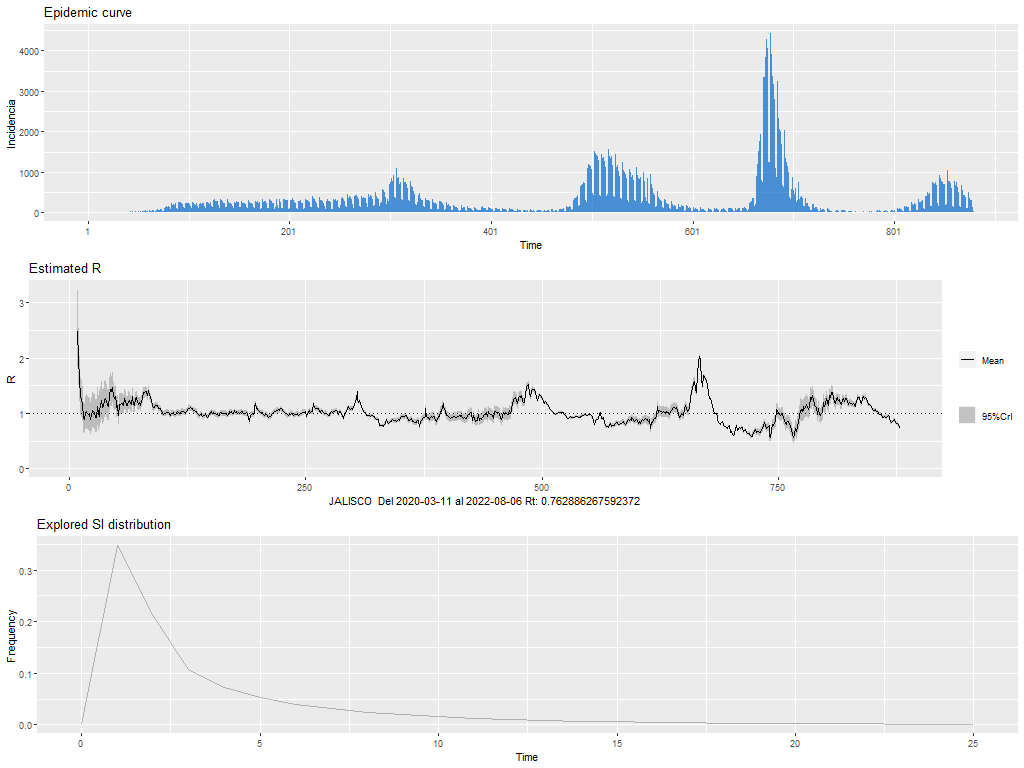 Epidemic curve
4000
3000
2000
1000
0
Incidencia
1 201 401 601 801
Time
Estimated R
3
2
1
0
R
Mean
95%CrI
0 250 500 750
JALISCO Del 2020-03-11 al 2022-08-06 Rt: 0.762886267592372
Explored SI distribution
0.3
0.2
0.1
0.0
Frequency
0 5 10 15 20 25
Time